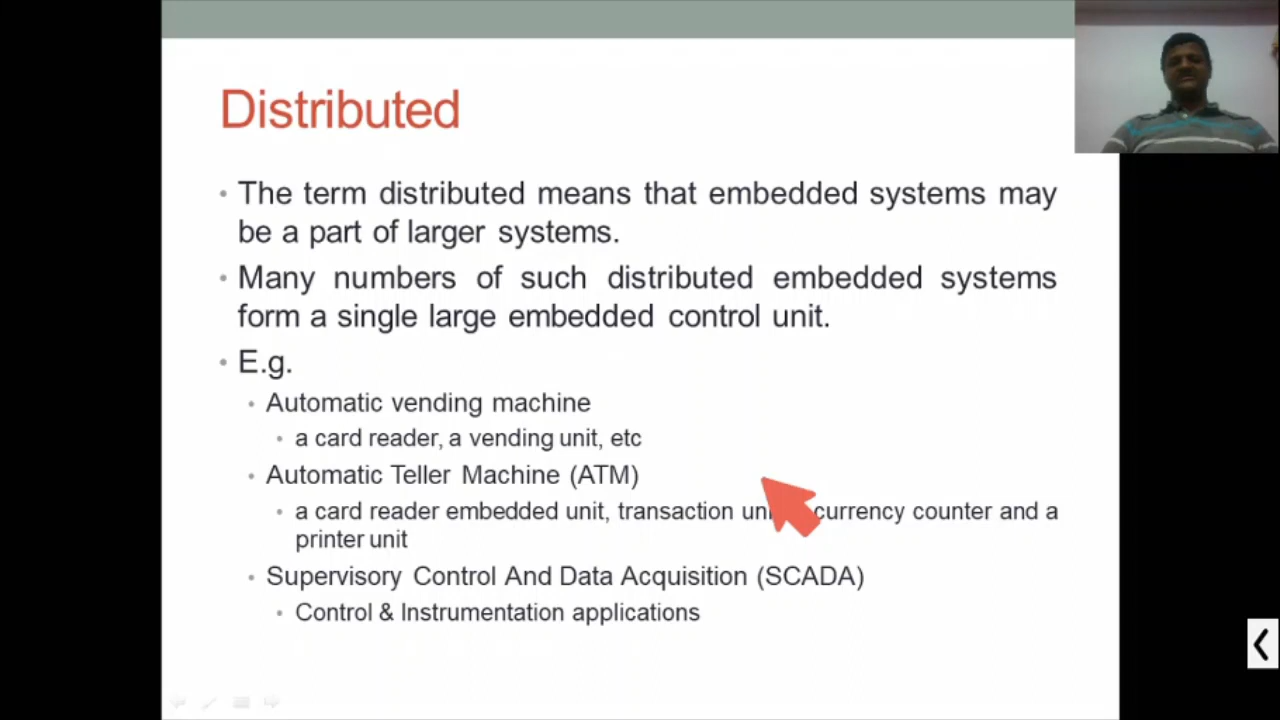 Distributed
• The term distributed means that embedded systems may
be a part of larger systems.
• Many numbers of such distributed embedded systems
form a single large embedded control unit.
• E.g.
• Automatic vending machine
• a card reader, a vending unit, etc
• Automatic Teller Machine (ATM)
• a card reader embedded unit, transaction currency counter and a
printer unit
• Supervisory Control And Data Acquisition (SCADA)
• Control & Instrumentation applications